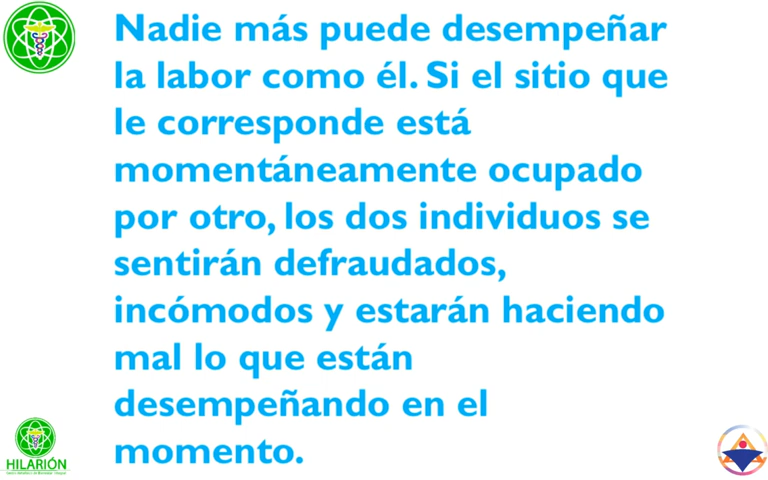 Nadie más puede desempeñar
la labor como él. Si el sitio que
le corresponde está
momentáneamente ocupado
por otro, los dos individuos se
sentirán defraudados,
incómodos y estarán haciendo
mal lo que están
desempeñando en el
momento.
HILARIÓN